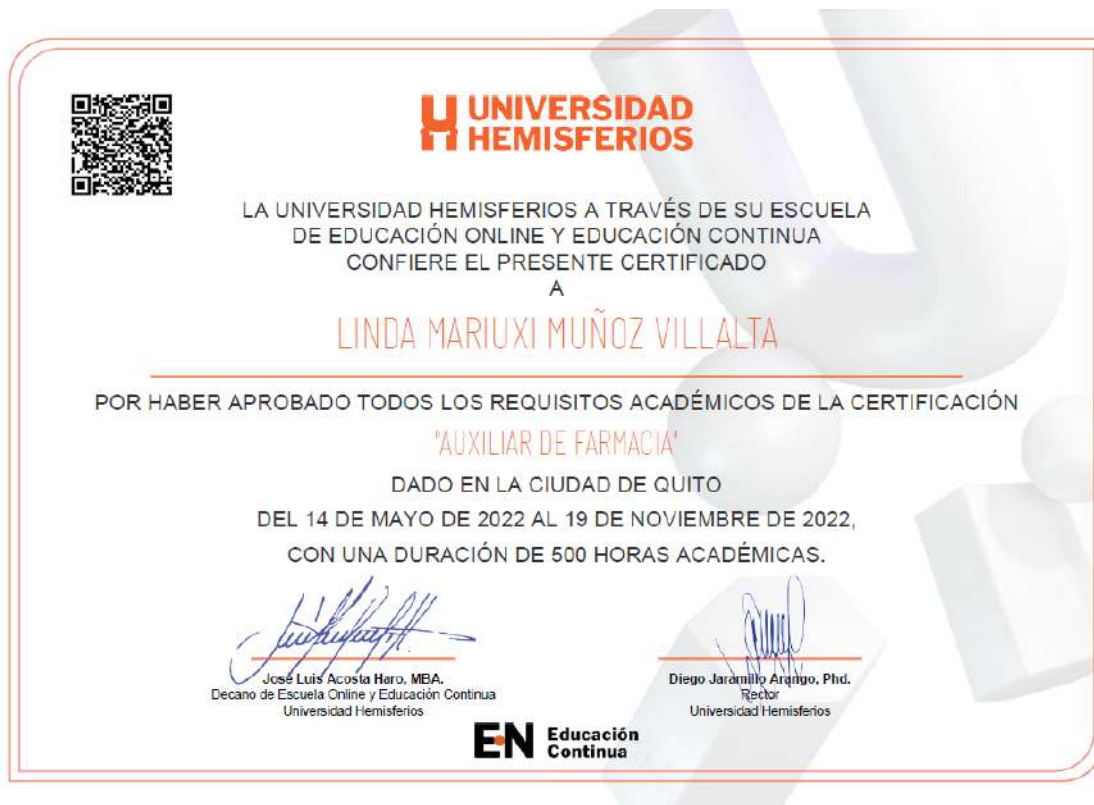 UNIVERSIDAD
HEMISFERIOS
LA UNIVERSIDAD HEMISFERIOS A TRAVÉS DE SU ESCUELA
DE EDUCACIÓN ONLINE Y EDUCACIÓN CONTINUA
CONFIERE EL PRESENTE CERTIFICADO
A
LINDA MARIUXI MUÑOZ VILLALTA
POR HABER APROBADO TODOS LOS REQUISITOS ACADÉMICOS DE LA CERTIFICACIÓN
"AUXILIAR DE FARMACIA"
DADO EN LA CIUDAD DE QUITO
DEL 14 DE MAYO DE 2022 AL 19 DE NOVIEMBRE DE 2022,
CON UNA DURACIÓN DE 500 HORAS ACADÉMICAS.
José Luis Acosta Haro, MBA.
Decano de Escuela Online y Educación Continua
Universidad Hemisferios
Diego Jaramillo Arango, Phd.
Rector
Universidad Hemisferios
EN Educación
Continua